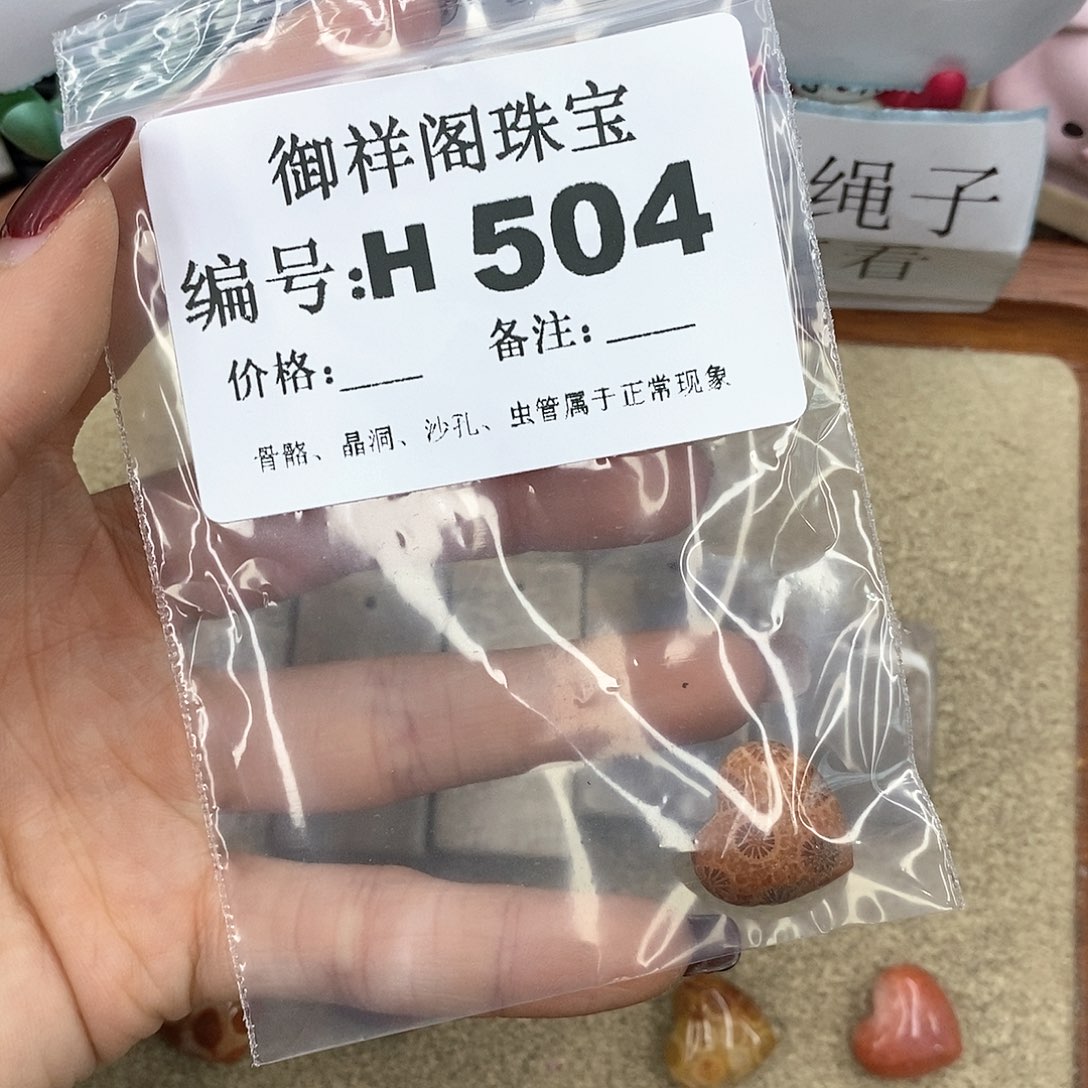 御祥阁珠宝
编号:H 504
价格:____ 备注:____
骨骼、晶洞、沙孔、虫管属于正常现象
绳子
看